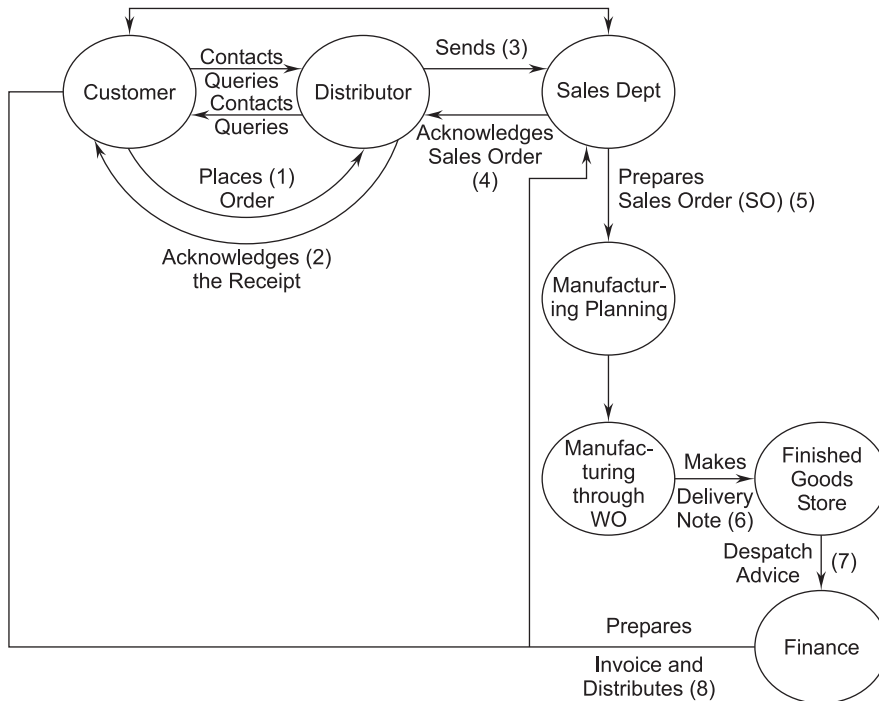 Customer
Contacts
Queries
Contacts
Queries
Distributor
Sends (3)
Sales Dept
Acknowledges
Sales Order
(4)
Places (1)
Order
Acknowledges (2)
the Receipt
Prepares
Sales Order (SO) (5)
Manufactur-
ing Planning
Manufac-
turing
through
WO
Makes
Delivery
Note (6)
Finished
Goods
Store
Despatch
Advice
(7)
Prepares
Invoice and
Distributes (8)
Finance